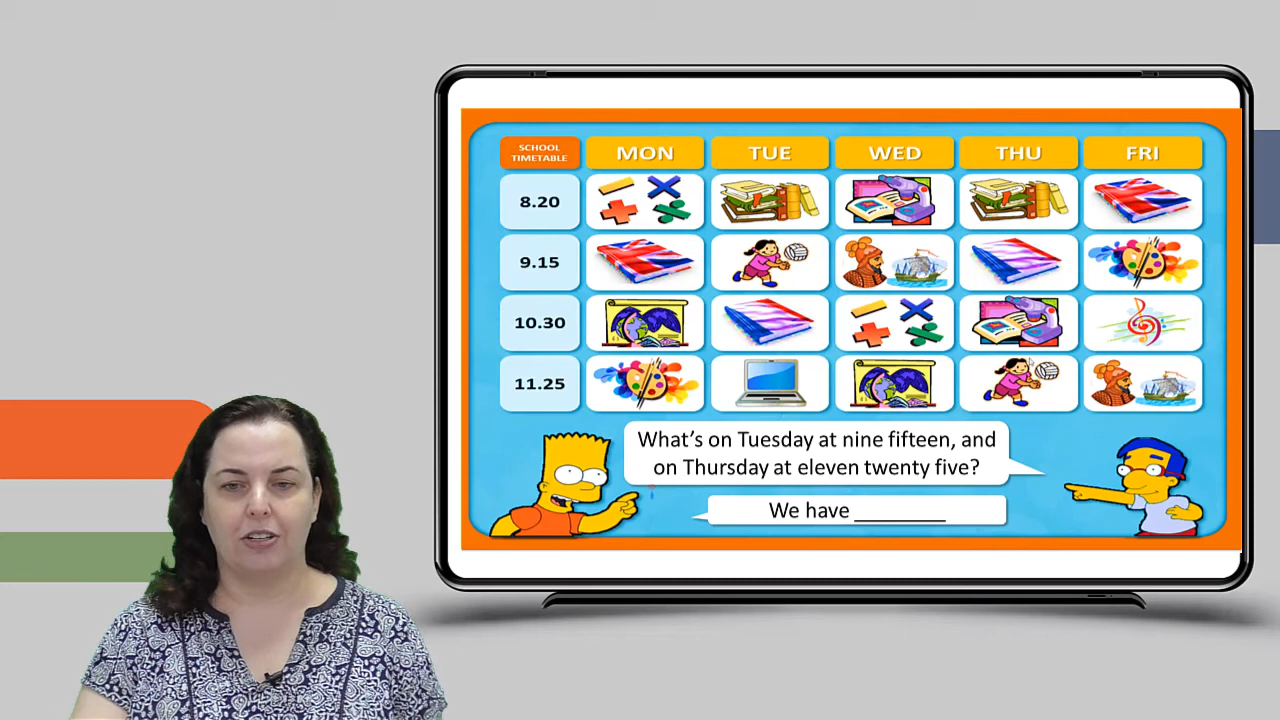 SCHOOL
TIMETABLE
MON
TUE
WED
THU
FRI
8.20
9.15
10.30
11.25
What's on Tuesday at nine fifteen, and
on Thursday at eleven twenty five?
We have ________